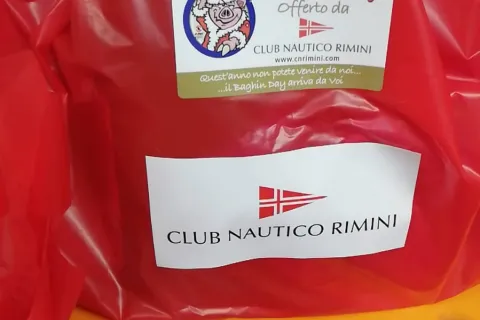 Offerto da
CLUB NAUTICO RIMINI
www.cnrimini.com
Quest'anno non potete venire da noi...
...il Baghin Day arriva da Voi
CLUB NAUTICO RIMINI